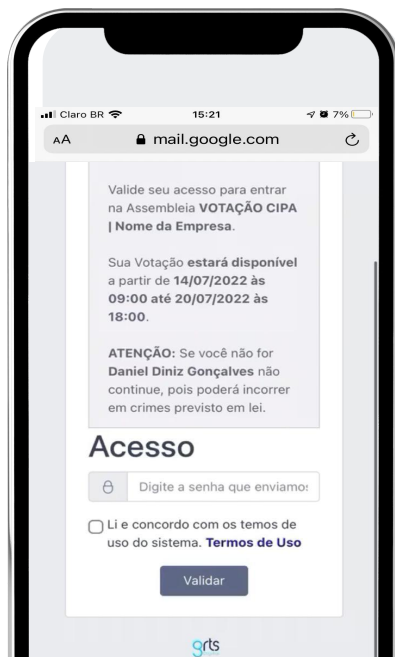 Claro BR
15:21
7%
AA
mail.google.com
Valide seu acesso para entrar
na Assembleia VOTAÇÃO CIPA
| Nome da Empresa.
Sua Votação estará disponível
a partir de 14/07/2022 às
09:00 até 20/07/2022 às
18:00.
ATENÇÃO: Se você não for
Daniel Diniz Gonçalves não
continue, pois poderá incorrer
em crimes previsto em lei.
Acesso
Digite a senha que enviamo
Li e concordo com os temos de
uso do sistema. Termos de Uso
Validar
grts